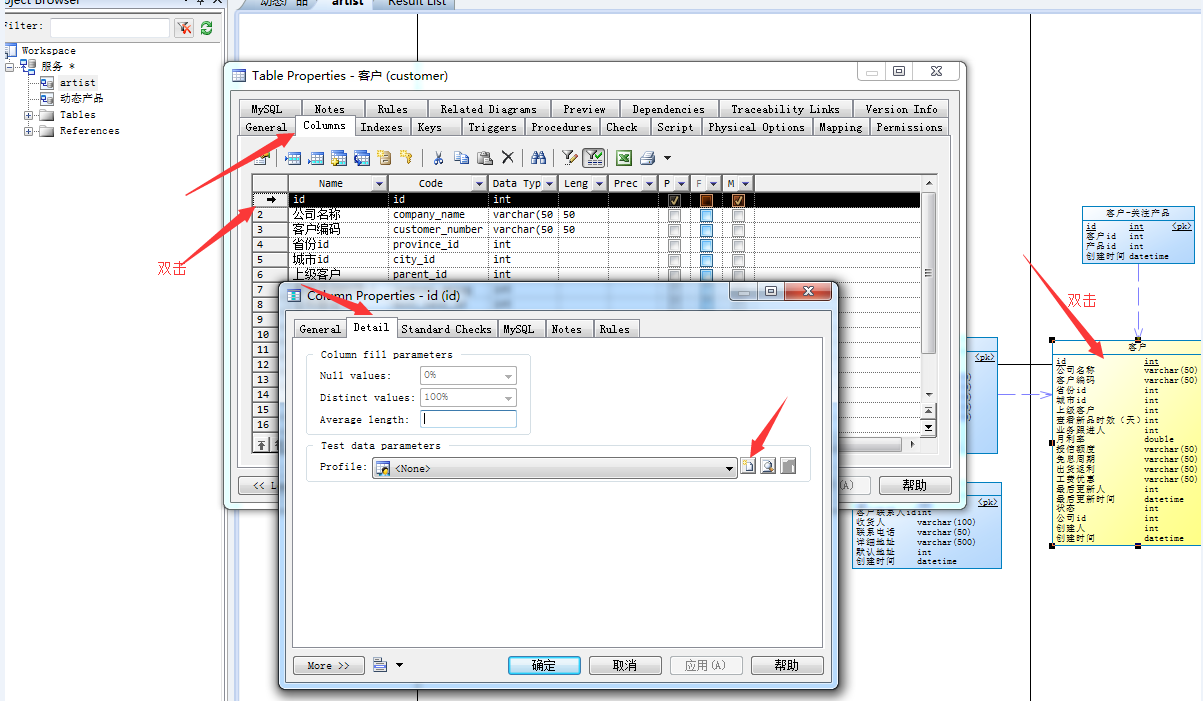 ject Browser
动态产品
artist
Result List
Filter:
Workspace
服务 *
artist
动态产品
Tables
References
Table Properties - 客户 (customer)
MySQL Notes Rules Related Diagrams Preview Dependencies Traceability Links Version Info
General Columns Indexes Keys Triggers Procedures Check Script Physical Options Mapping Permissions
Name Code Data Typ Leng Prec P F M
id id int
2 公司名称 company_name varchar(50 50
3 客户编码 customer_number varchar(50 50
4 省份id province_id int
5 城市id city_id int
6 上级客户 parent_id int
7
8
9
10
11
12
13
14
15
16
双击
<< L
(A)
帮助
Column Properties - id (id)
General Detail Standard Checks MySQL Notes Rules
Column fill parameters
Null values: 0%
Distinct values: 100%
Average length:
Test data parameters
Profile: <None>
More >>
确定
取消
应用(A)
帮助
客户-关注产品
id int <pk>
客户id int
产品id int
创建时间 datetime
双击
<pk>
客户
id int
公司名称 varchar(50)
客户编码 varchar(50)
省份id int
城市id int
上级客户 int
查看新品时效（天） int
业务跟进人 int
月利率 double
授信额度 varchar(50)
免息周期 varchar(50)
出货返利 varchar(50)
工费优惠 varchar(50)
最后更新人 int
最后更新时间 datetime
状态 int
公司id int
创建人 int
创建时间 datetime
<pk>
客户联系人id int
收货人 varchar(100)
联系电话 varchar(50)
详细地址 varchar(500)
默认地址 int
创建时间 datetime